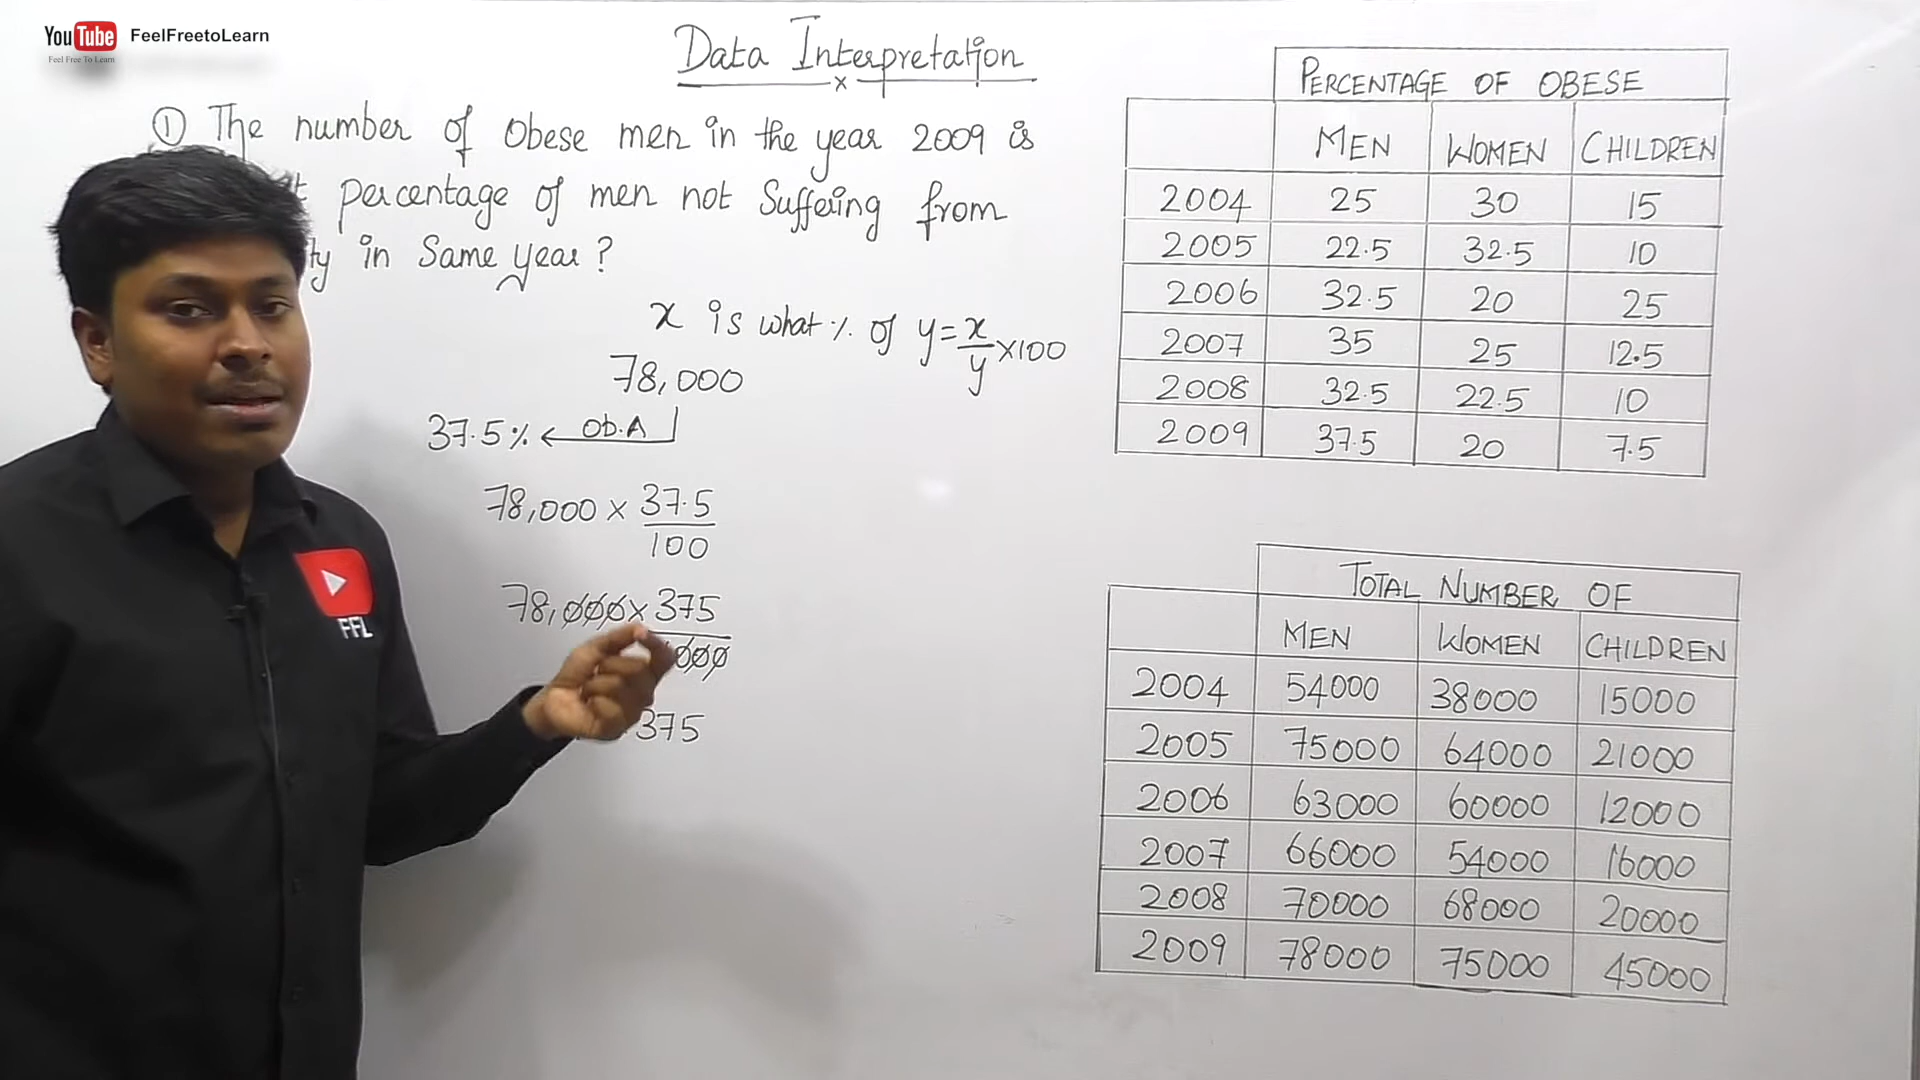 YouTube FeelFreetoLearn
Feel Free To Learn
Data Interpretation
x
① The number of Obese men in the year 2009 is
percentage of men not Suffering from
ty in Same year?
x is what % of y = x/y × 100
78,000
37.5% ← Ob.A
78,000 × 37.5
100
78,000 × 375
000
375
FFL
PERCENTAGE OF OBESE
MEN WOMEN CHILDREN
2004 25 30 15
2005 22.5 32.5 10
2006 32.5 20 25
2007 35 25 12.5
2008 32.5 22.5 10
2009 37.5 20 7.5
TOTAL NUMBER OF
MEN WOMEN CHILDREN
2004 54000 38000 15000
2005 75000 64000 21000
2006 63000 60000 12000
2007 66000 54000 16000
2008 70000 68000 20000
2009 78000 75000 45000